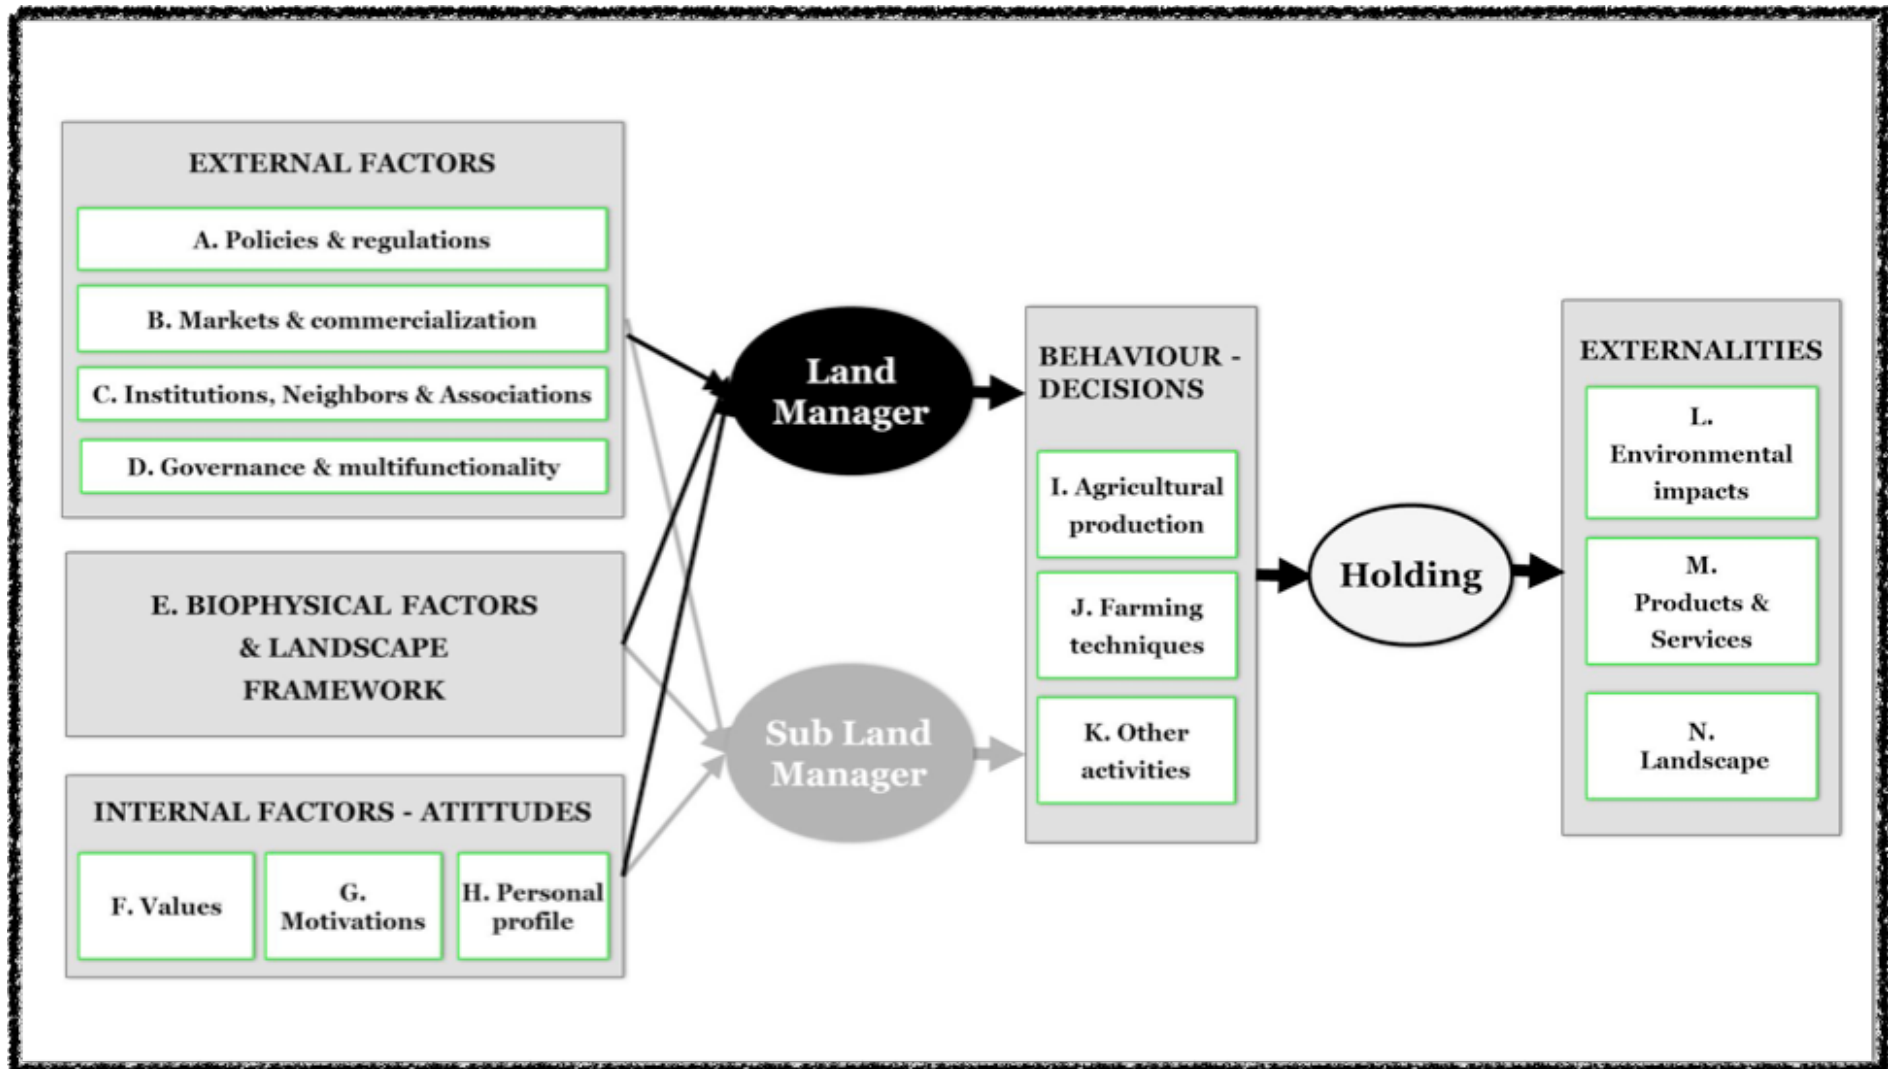 EXTERNAL FACTORS
A. Policies & regulations
B. Markets & commercialization
C. Institutions, Neighbors & Associations
D. Governance & multifunctionality
E. BIOPHYSICAL FACTORS
& LANDSCAPE
FRAMEWORK
INTERNAL FACTORS - ATITTUDES
F. Values
G.
Motivations
H. Personal
profile
Land
Manager
Sub Land
Manager
BEHAVIOUR -
DECISIONS
I. Agricultural
production
J. Farming
techniques
K. Other
activities
Holding
EXTERNALITIES
L.
Environmental
impacts
M.
Products &
Services
N.
Landscape